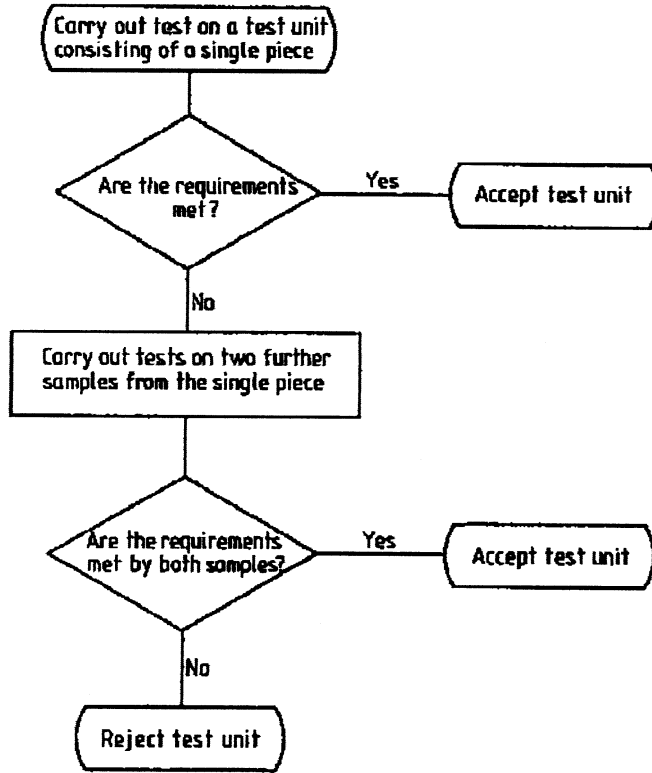 Carry out test on a test unit
consisting of a single piece
Are the requirements
met?
Yes
Accept test unit
No
Carry out tests on two further
samples from the single piece
Are the requirements
met by both samples?
Yes
Accept test unit
No
Reject test unit